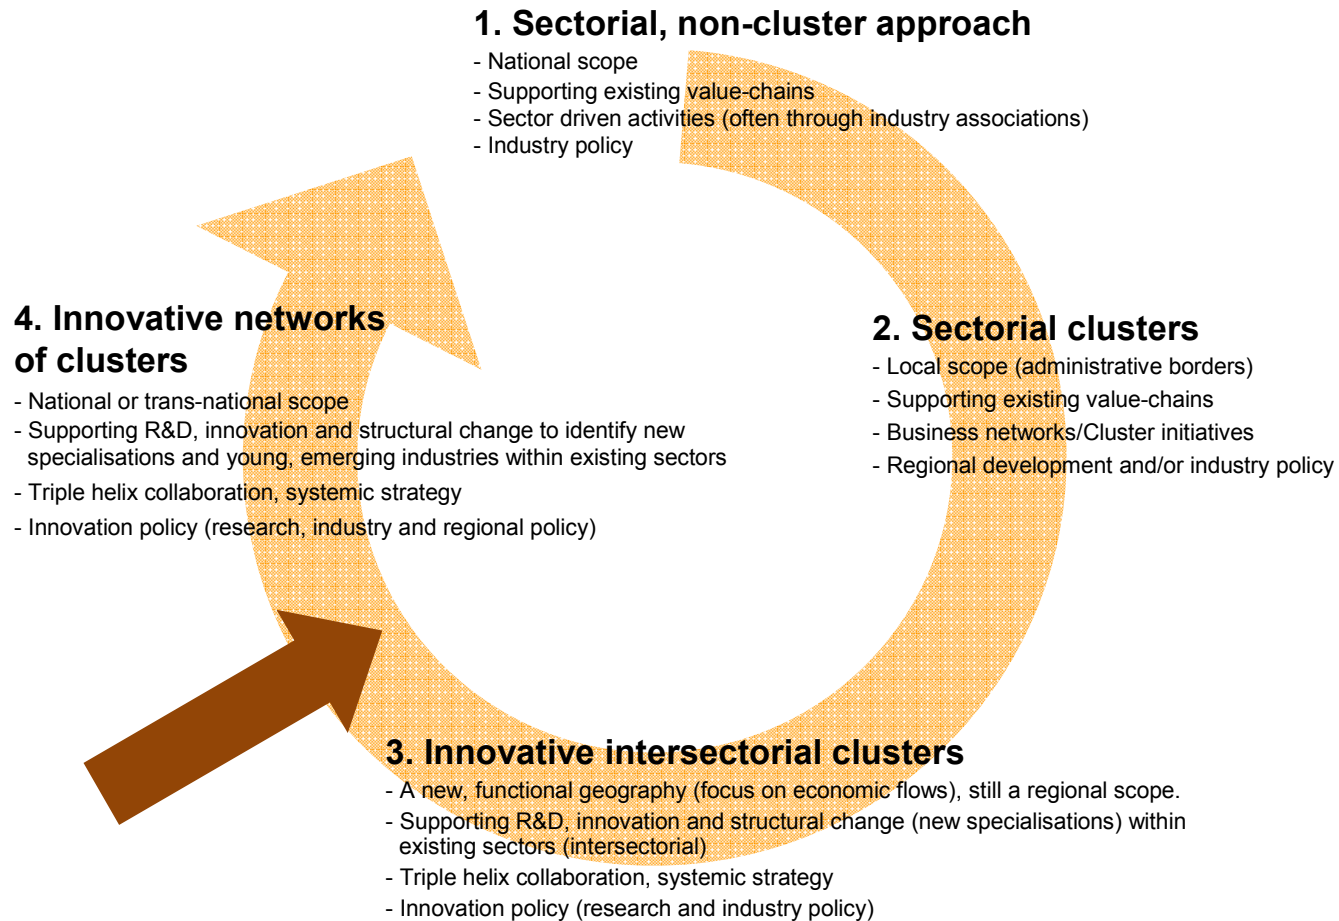 1. Sectorial, non-cluster approach
- National scope
- Supporting existing value-chains
- Sector driven activities (often through industry associations)
- Industry policy
2. Sectorial clusters
- Local scope (administrative borders)
- Supporting existing value-chains
- Business networks/Cluster initiatives
- Regional development and/or industry policy
3. Innovative intersectorial clusters
- A new, functional geography (focus on economic flows), still a regional scope.
- Supporting R&D, innovation and structural change (new specialisations) within
existing sectors (intersectorial)
- Triple helix collaboration, systemic strategy
- Innovation policy (research and industry policy)
4. Innovative networks
of clusters
- National or trans-national scope
- Supporting R&D, innovation and structural change to identify new
specialisations and young, emerging industries within existing sectors
- Triple helix collaboration, systemic strategy
- Innovation policy (research, industry and regional policy)